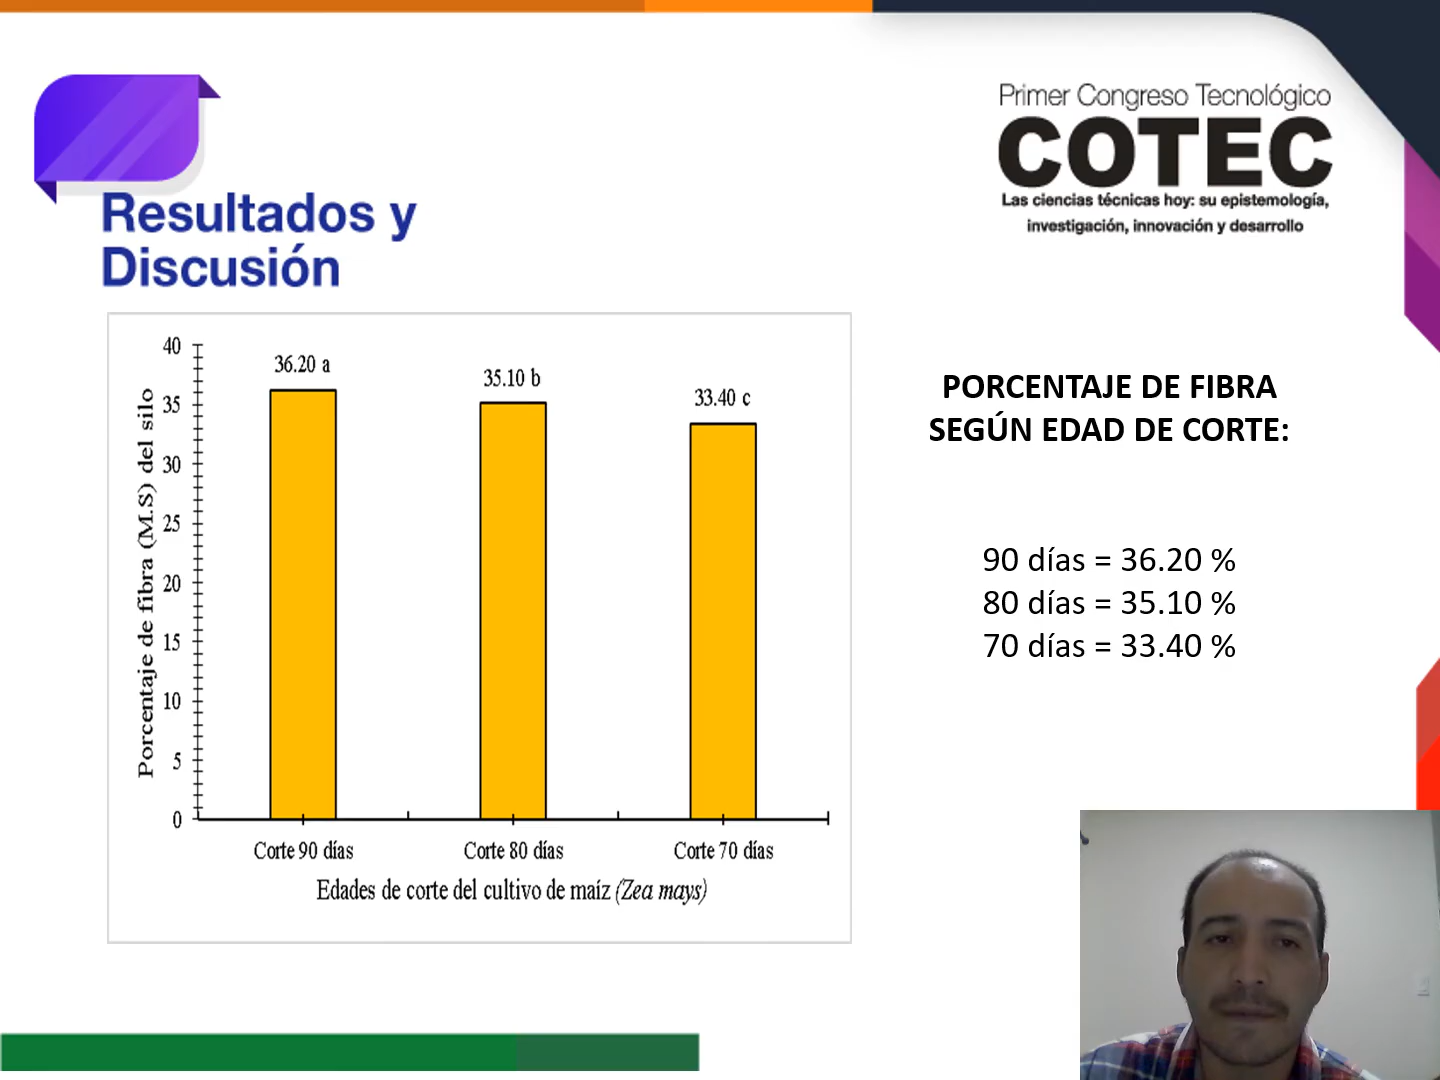 Primer Congreso Tecnológico
COTEC
Las ciencias técnicas hoy: su epistemología,
investigación, innovación y desarrollo
Resultados y
Discusión
Porcentaje de fibra (M.S) del silo
40
35
30
25
20
15
10
5
0
36.20 a
35.10 b
33.40 c
Corte 90 días
Corte 80 días
Corte 70 días
Edades de corte del cultivo de maíz (Zea mays)
PORCENTAJE DE FIBRA
SEGÚN EDAD DE CORTE:
90 días = 36.20 %
80 días = 35.10 %
70 días = 33.40 %